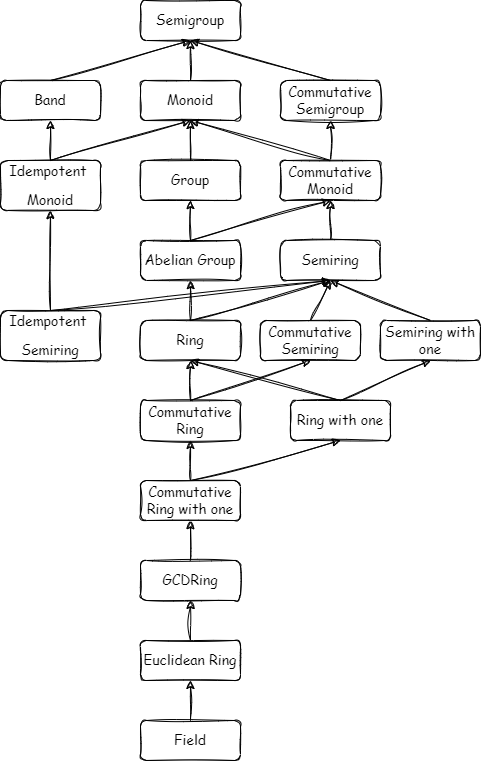 Semigroup
Band
Monoid
Commutative
Semigroup
Idempotent
Monoid
Group
Commutative
Monoid
Abelian Group
Semiring
Idempotent
Semiring
Ring
Commutative
Semiring
Semiring with
one
Commutative
Ring
Ring with one
Commutative
Ring with one
GCDRing
Euclidean Ring
Field